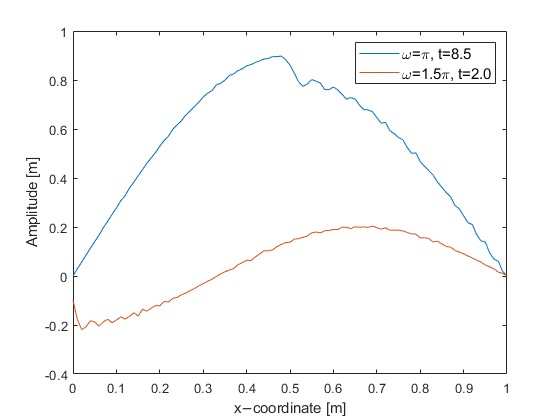 1
0.8
0.6
0.4
0.2
0
-0.2
-0.4
Amplitude [m]
ω=π, t=8.5
ω=1.5π, t=2.0
0 0.1 0.2 0.3 0.4 0.5 0.6 0.7 0.8 0.9 1
x−coordinate [m]